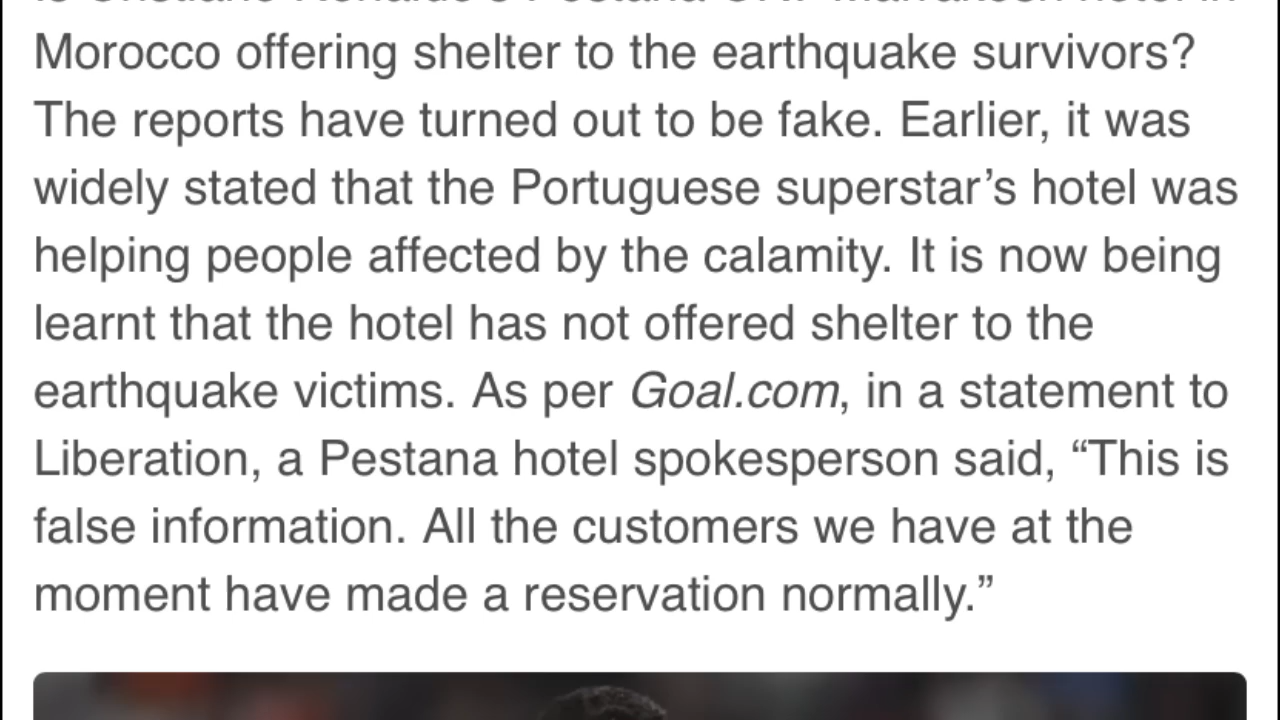 Morocco offering shelter to the earthquake survivors?
The reports have turned out to be fake. Earlier, it was
widely stated that the Portuguese superstar’s hotel was
helping people affected by the calamity. It is now being
learnt that the hotel has not offered shelter to the
earthquake victims. As per Goal.com, in a statement to
Liberation, a Pestana hotel spokesperson said, “This is
false information. All the customers we have at the
moment have made a reservation normally.”